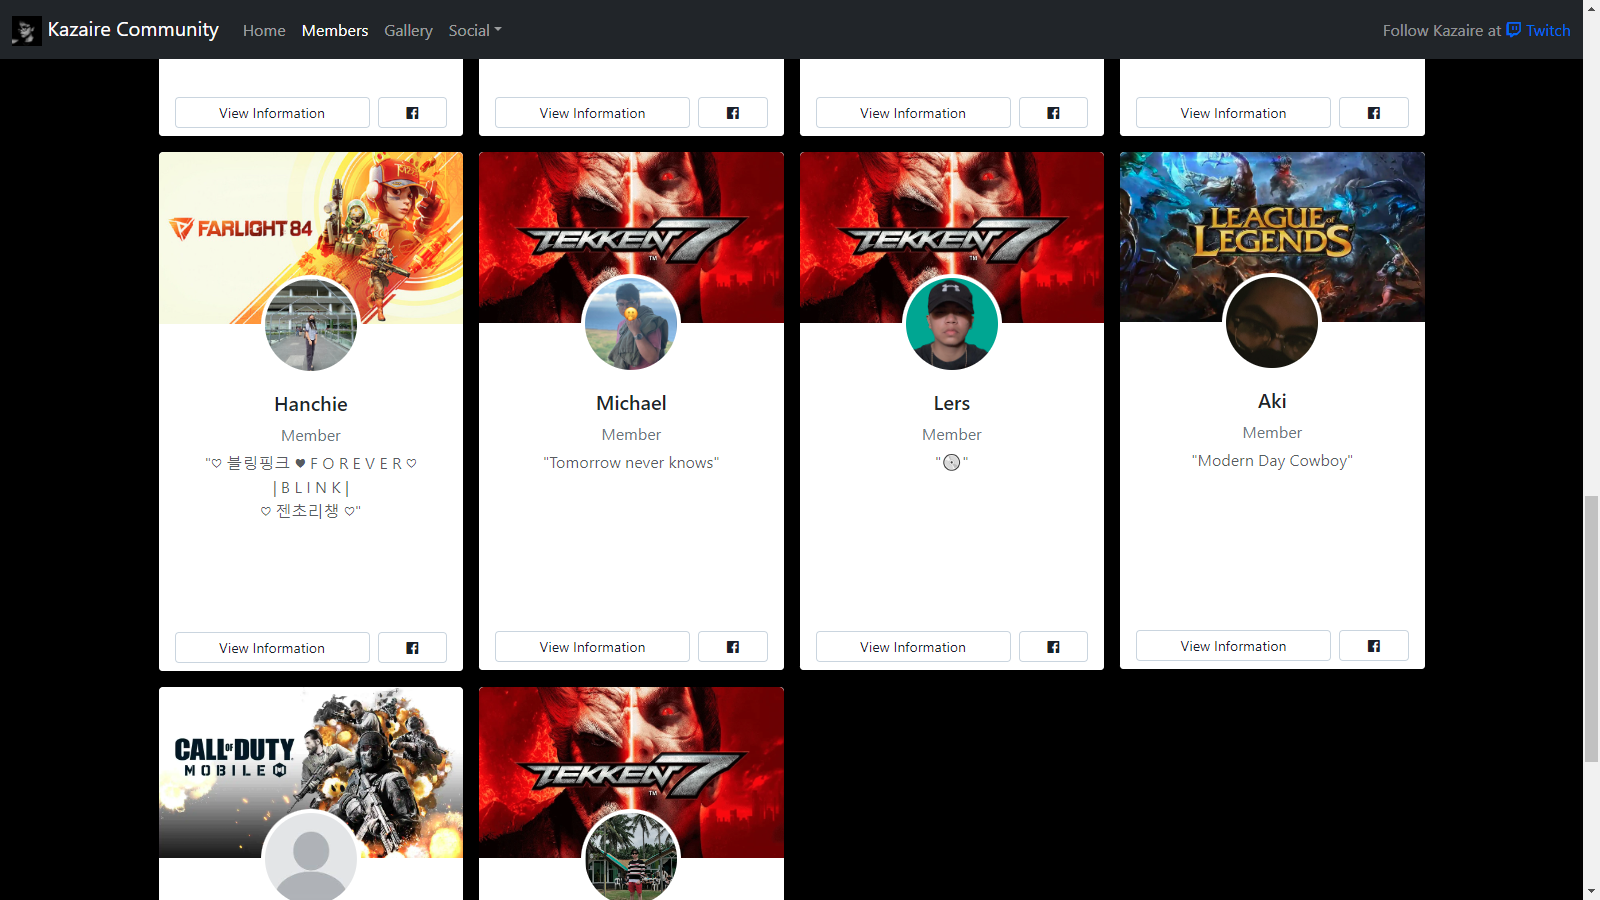 Kazaire Community
Home
Members
Gallery
Social
Follow Kazaire at Twitch
View Information
View Information
View Information
View Information
FARLIGHT 84
TEKKEN 7
TEKKEN 7
LEAGUE of LEGENDS
Hanchie
Member
"♡ 블링핑크 ♥ F O R E V E R ♡
| B L I N K |
♡ 젠초리챙 ♡"
View Information
Michael
Member
"Tomorrow never knows"
View Information
Lers
Member
"💿"
View Information
Aki
Member
"Modern Day Cowboy"
View Information
CALL OF DUTY
MOBILE
TEKKEN 7